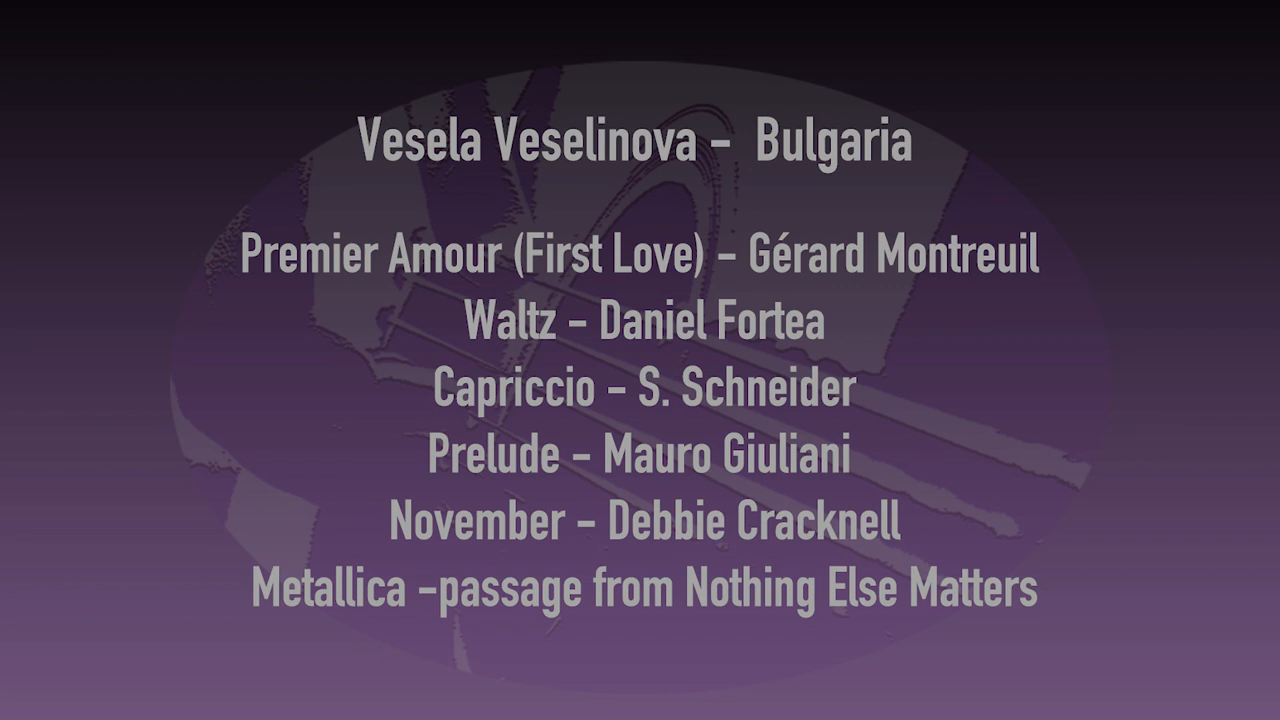 Vesela Veselinova - Bulgaria
Premier Amour (First Love) - Gérard Montreuil
Waltz - Daniel Fortea
Capriccio - S. Schneider
Prelude - Mauro Giuliani
November - Debbie Cracknell
Metallica -passage from Nothing Else Matters